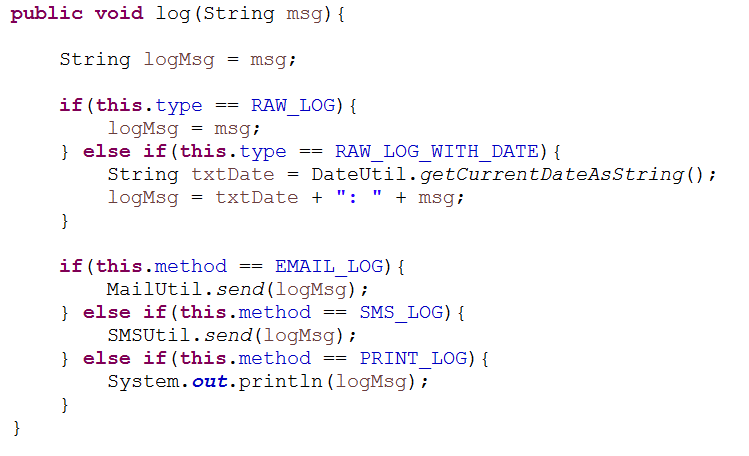 public void log(String msg){

    String logMsg = msg;

    if(this.type == RAW_LOG){
        logMsg = msg;
    } else if(this.type == RAW_LOG_WITH_DATE){
        String txtDate = DateUtil.getCurrentDateAsString();
        logMsg = txtDate + ": " + msg;
    }

    if(this.method == EMAIL_LOG){
        MailUtil.send(logMsg);
    } else if(this.method == SMS_LOG){
        SMSUtil.send(logMsg);
    } else if(this.method == PRINT_LOG){
        System.out.println(logMsg);
    }
}